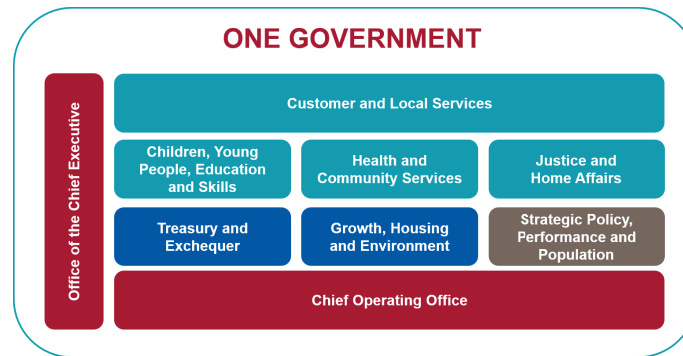 ONE GOVERNMENT
Office of the Chief Executive
Customer and Local Services
Children, Young
People, Education
and Skills
Health and
Community Services
Justice and
Home Affairs
Treasury and
Exchequer
Growth, Housing
and Environment
Strategic Policy,
Performance and
Population
Chief Operating Office